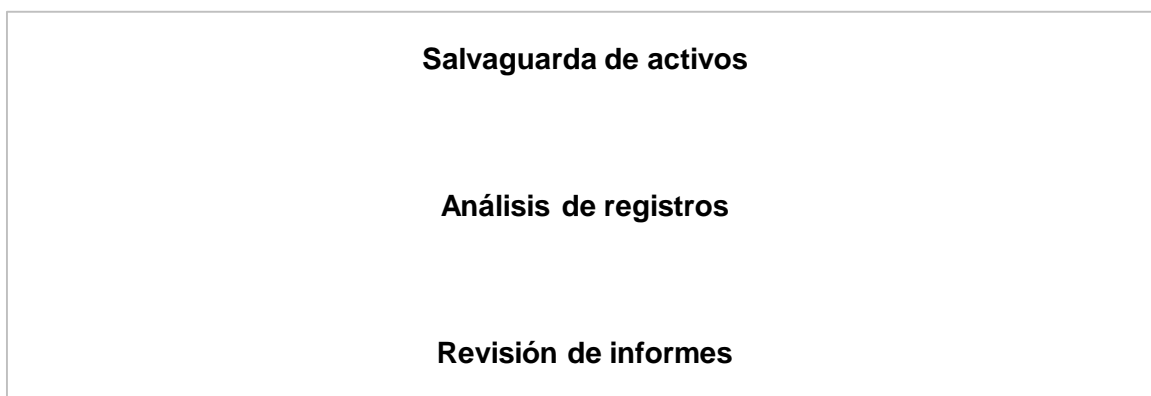 Salvaguarda de activos
Análisis de registros
Revisión de informes